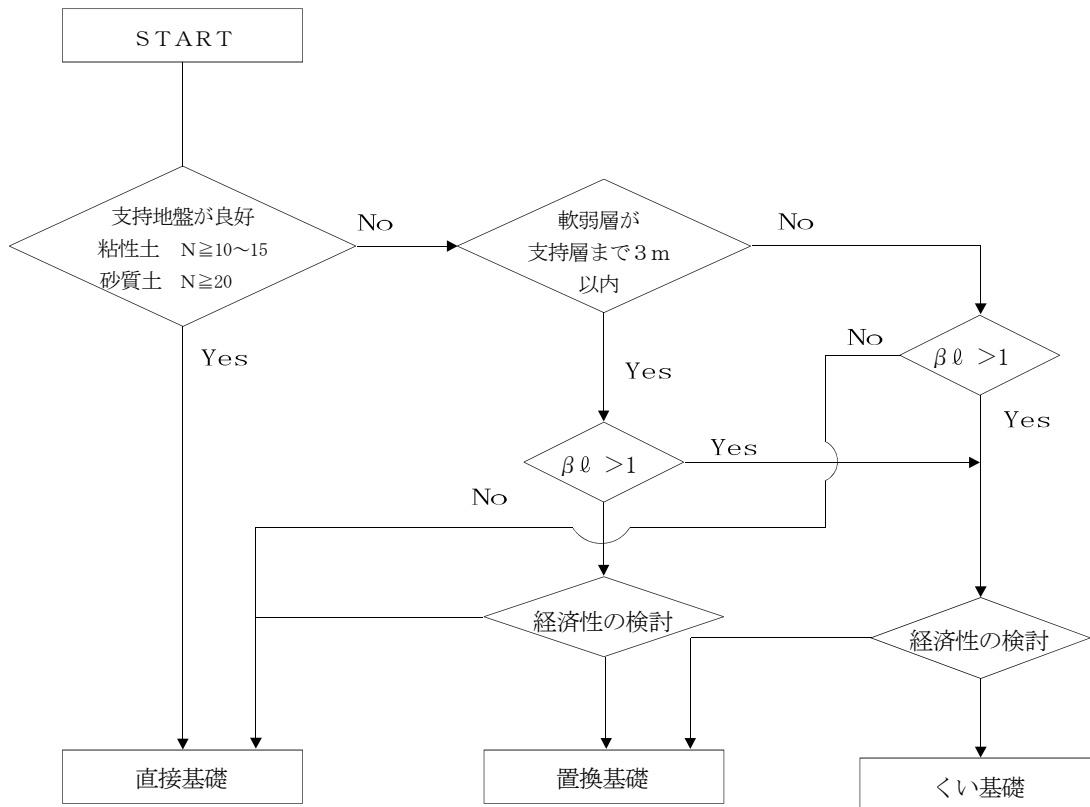 ＳＴＡＲＴ
支持地盤が良好
粘性土　N≧10～15
砂質土　N≧20
No
軟弱層が
支持層まで３ｍ
以内
No
Yes
Yes
No
βℓ ＞1
Yes
βℓ ＞1
Yes
No
経済性の検討
経済性の検討
直接基礎
置換基礎
くい基礎